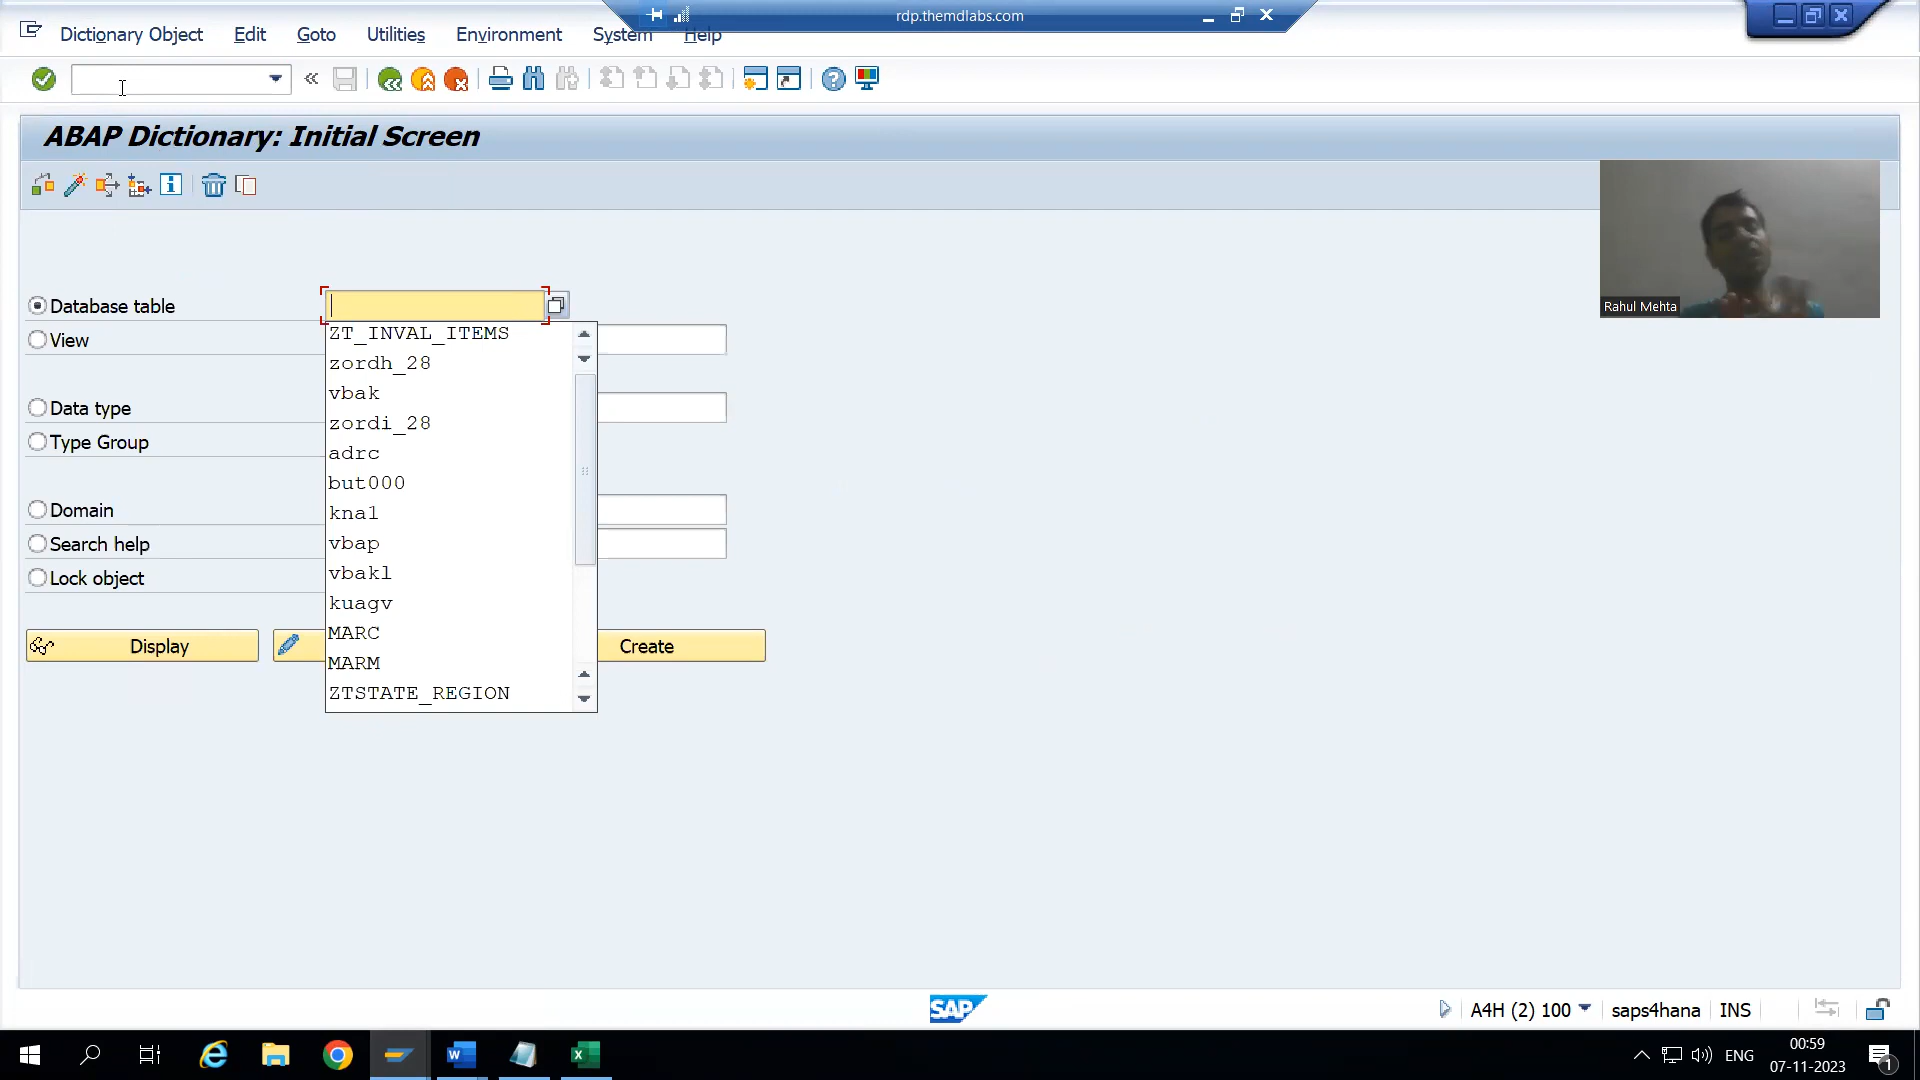 rdp.themdlabs.com
Dictionary Object Edit Goto Utilities Environment System Help
ABAP Dictionary: Initial Screen
Rahul Mehta
Database table
ZT_INVAL_ITEMS
View
zordh_28
vbak
Data type
zordi_28
Type Group
adrc
but000
Domain
kna1
Search help
vbap
Lock object
vbakl
kuagv
MARC
Display
Create
MARM
ZTSTATE_REGION
SAP
A4H (2) 100
saps4hana
INS
ENG
00:59
07-11-2023
1